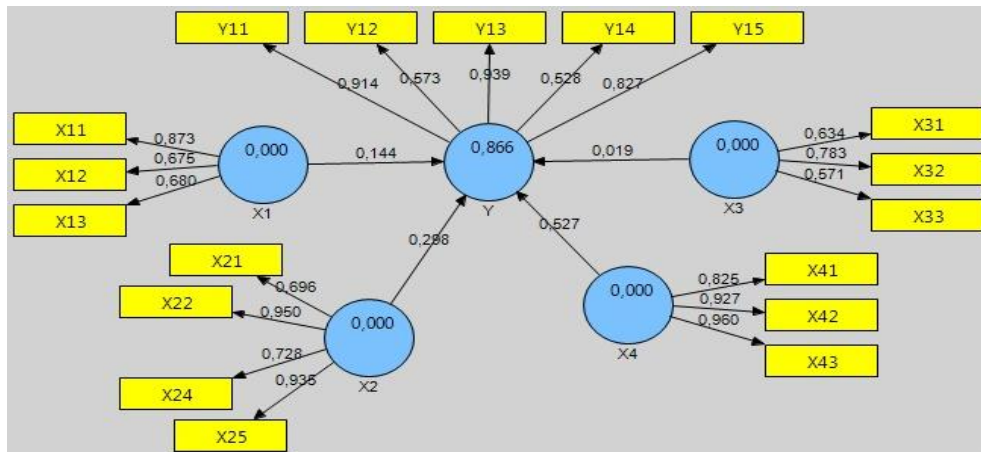 Y11
Y12
Y13
Y14
Y15
0,914
0,573
0,939
0,528
0,827
X11
X12
X13
0,873
0,675
0,680
0,000
X1
0,144
0,866
Y
0,019
0,000
X3
0,634
0,783
0,571
X31
X32
X33
0,298
0,527
X21
X22
X24
X25
0,696
0,950
0,728
0,935
0,000
X2
0,000
X4
0,825
0,927
0,960
X41
X42
X43